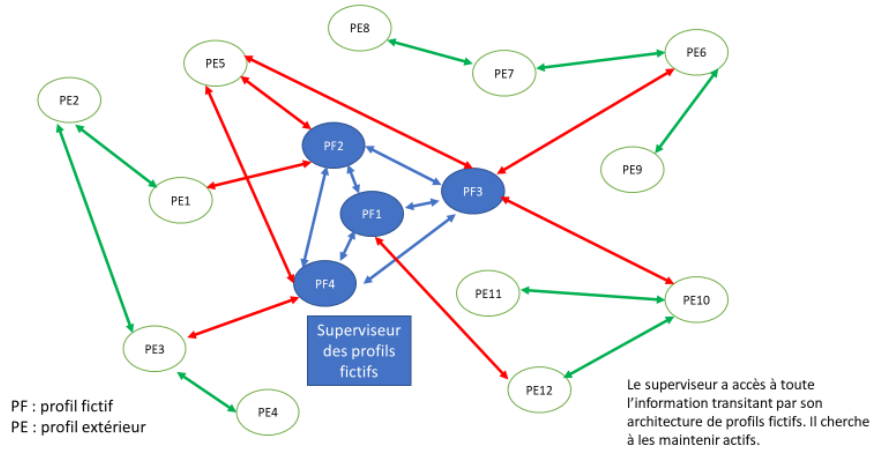 PE8
PE5
PE7
PE6
PE2
PF2
PE9
PF3
PE1
PF1
PF4
PE11
PE10
Superviseur
des profils
fictifs
PE3
PE12
PE4
PF : profil fictif
PE : profil extérieur
Le superviseur a accès à toute
l’information transitant par son
architecture de profils fictifs. Il cherche
à les maintenir actifs.